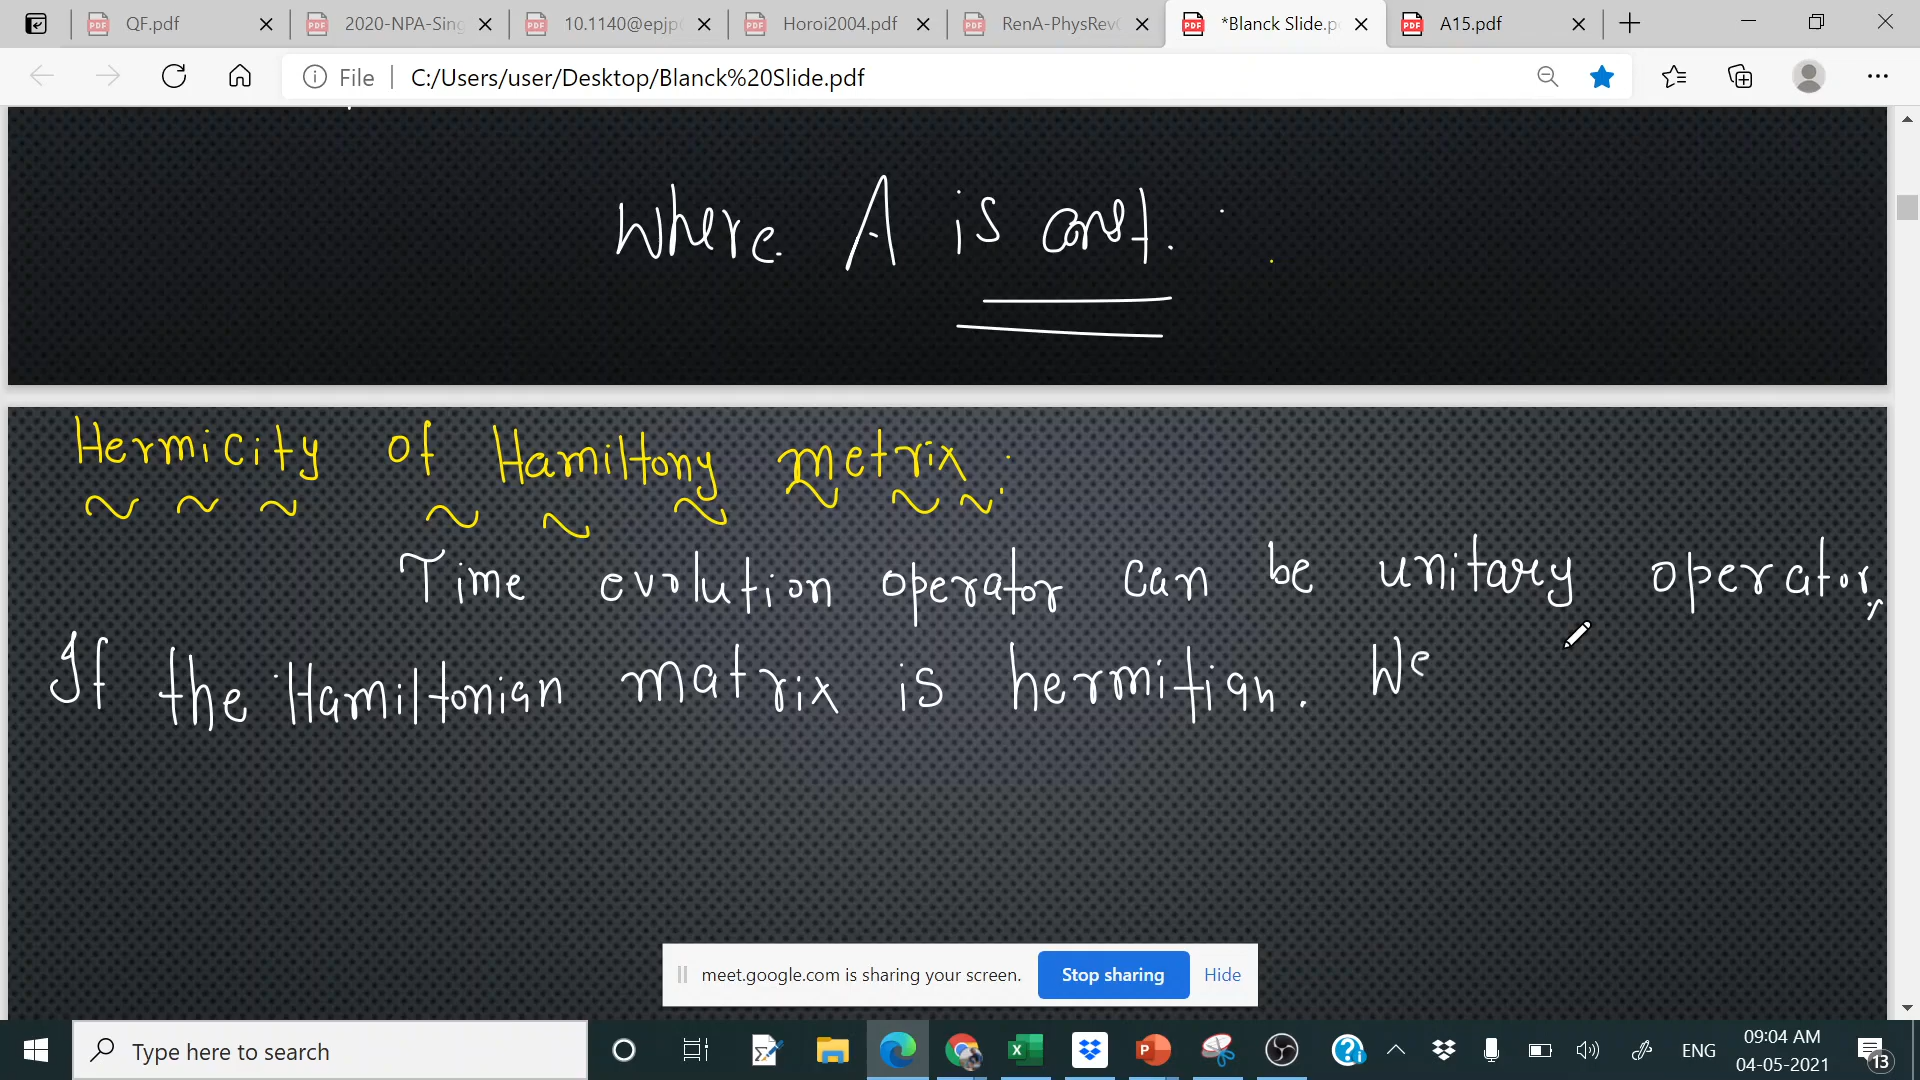 QF.pdf
2020-NPA-Sing
10.1140@epjp
Horoi2004.pdf
RenA-PhysRev
*Blanck Slide.p
A15.pdf
File
C:/Users/user/Desktop/Blanck%20Slide.pdf
where A is const.
Hermicity of Hamiltony metrix :
Time evolution operator can be unitary operator,
If the Hamiltonian matrix is hermitian. We
meet.google.com is sharing your screen.
Stop sharing
Hide
Type here to search
ENG
09:04 AM
04-05-2021
13